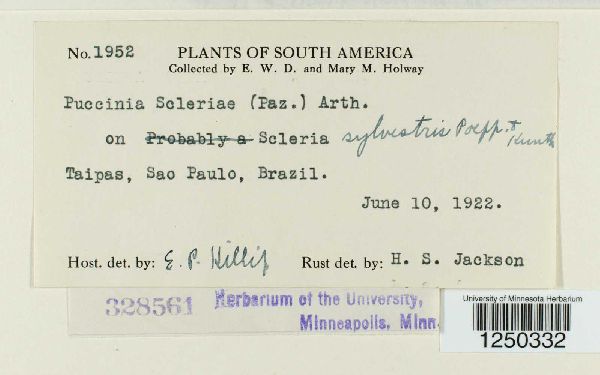 No. 1952 PLANTS OF SOUTH AMERICA
Collected by E. W. D. and Mary M. Holway
Puccinia Scleriae (Paz.) Arth.
on Probably a Scleria sylvestris Poepp. & Kunth
Taipas, Sao Paulo, Brazil.
June 10, 1922.
Host. det. by: E. P. Killip Rust det. by: H. S. Jackson
328561 Herbarium of the University,
Minneapolis, Minn.
University of Minnesota Herbarium
1250332